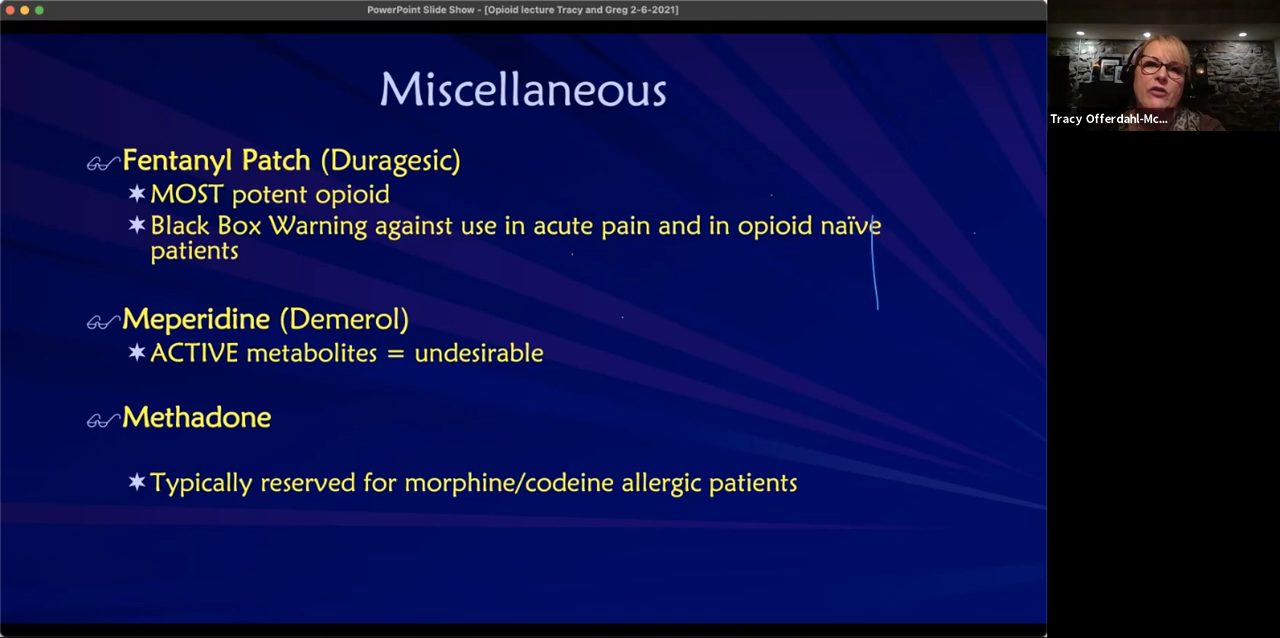 PowerPoint Slide Show - [Opioid lecture Tracy and Greg 2-6-2021]
Miscellaneous
Fentanyl Patch (Duragesic)
MOST potent opioid
Black Box Warning against use in acute pain and in opioid naïve
patients
Meperidine (Demerol)
ACTIVE metabolites = undesirable
Methadone
Typically reserved for morphine/codeine allergic patients
Tracy Offerdahl-Mc...